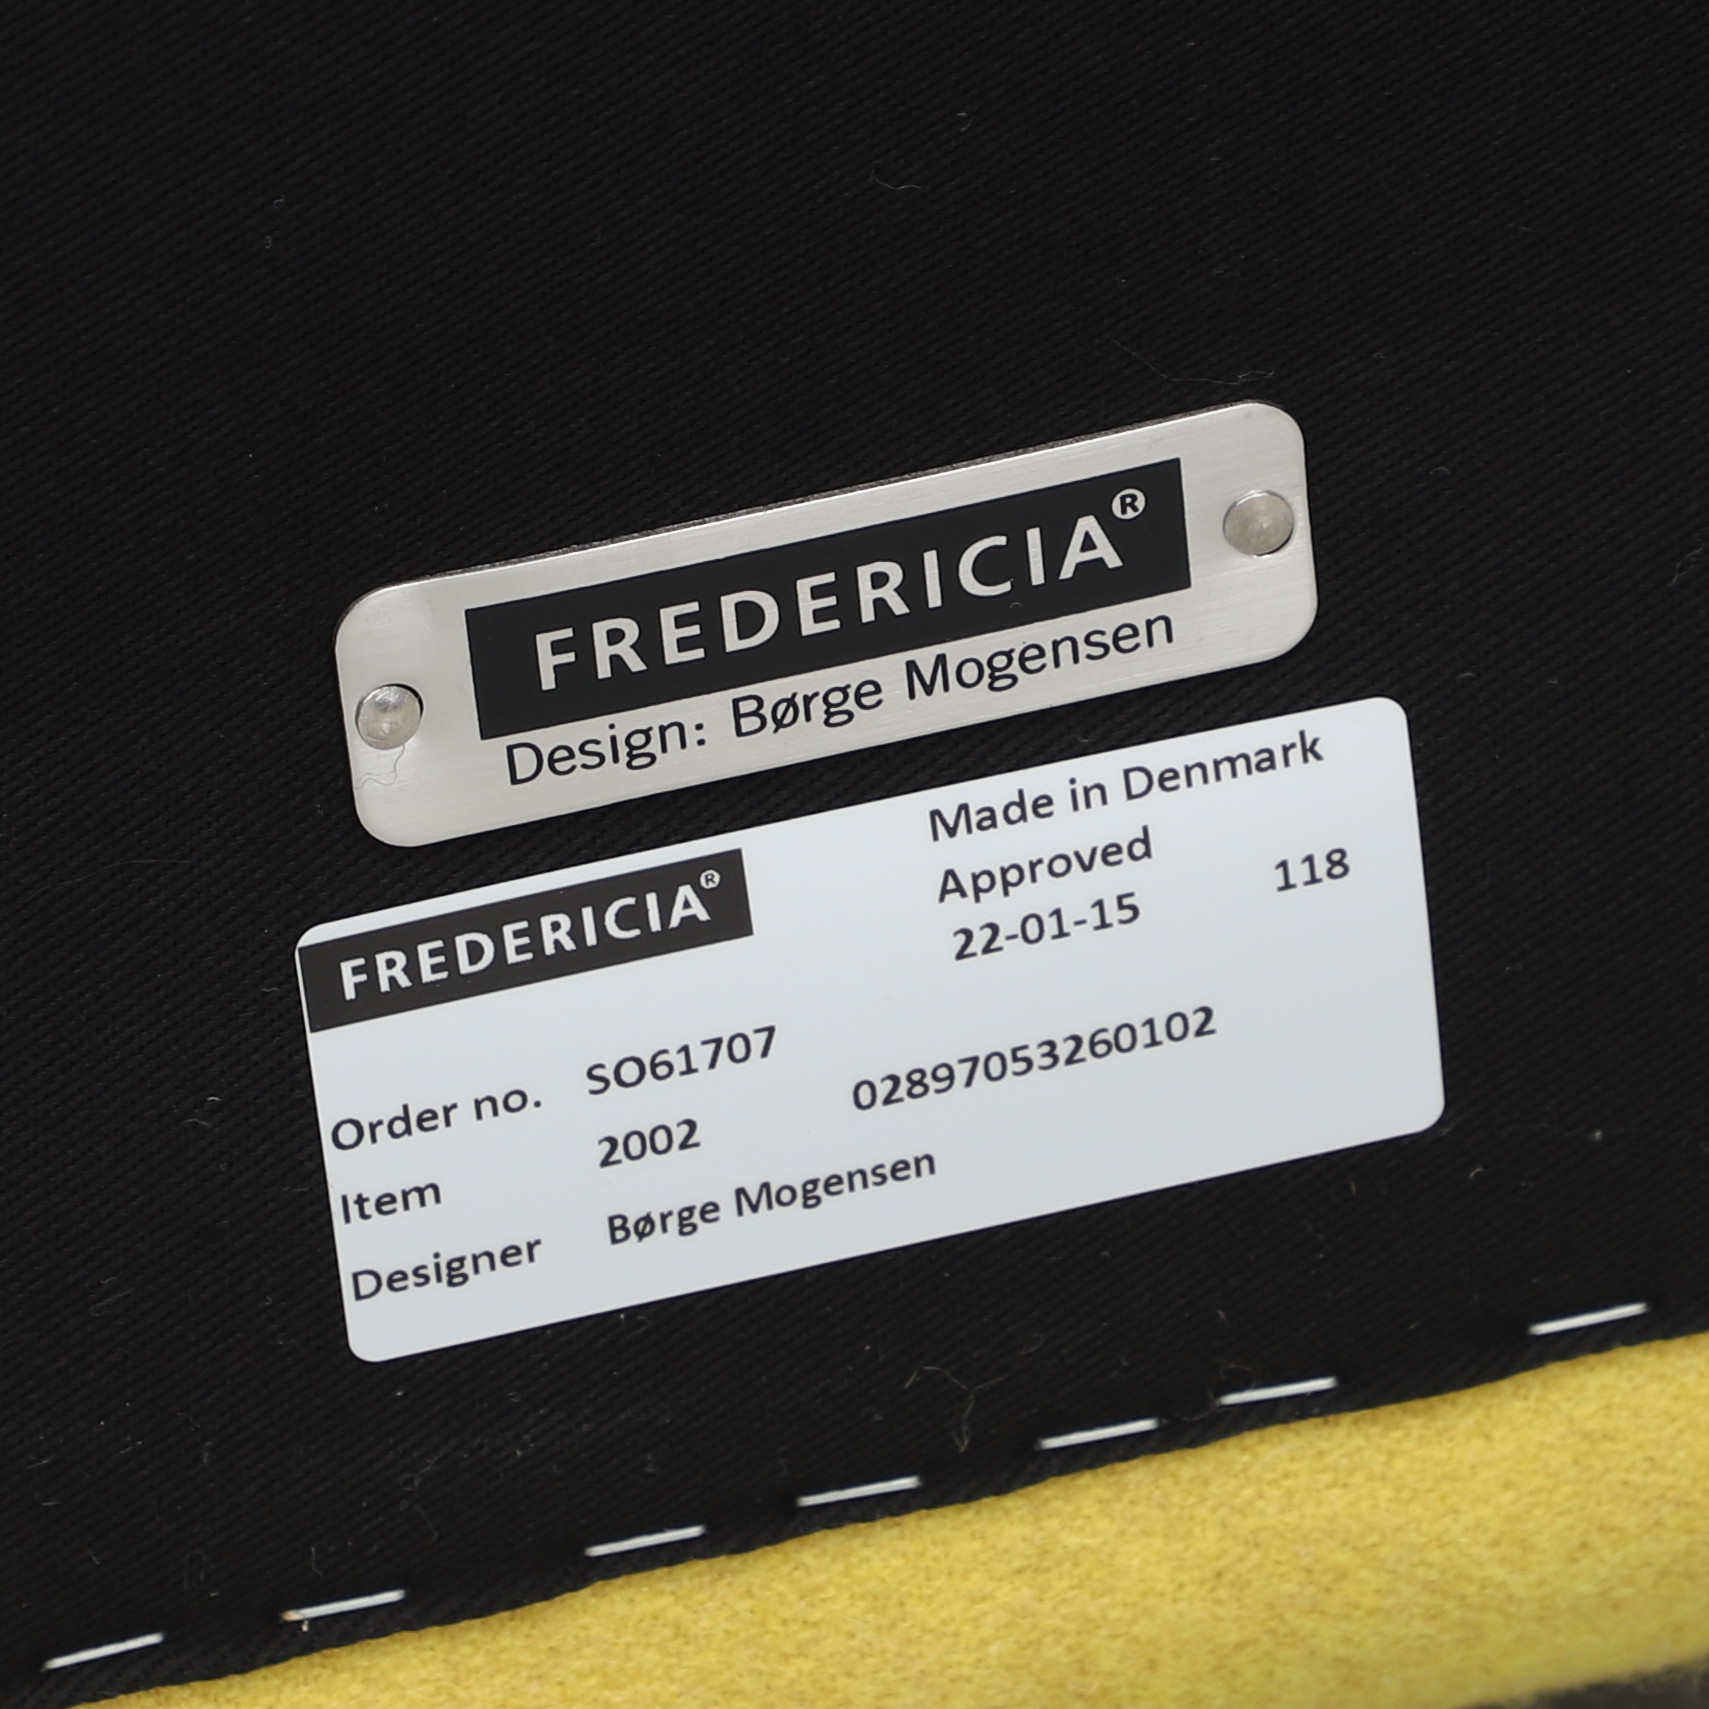 FREDERICIA®
Design: Børge Mogensen
FREDERICIA®
Made in Denmark
Approved
22-01-15 118
Order no. SO61707
Item 2002 02897053260102
Designer Børge Mogensen